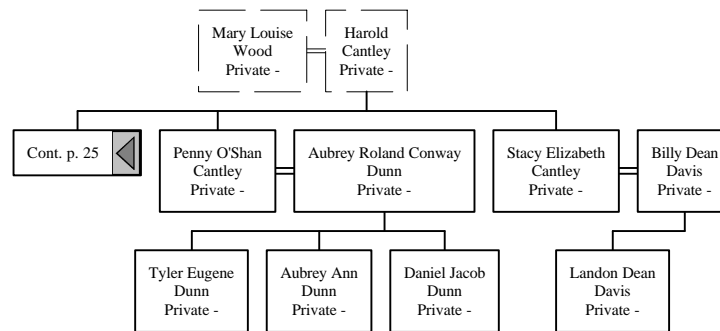 Mary Louise
Wood
Private -
Harold
Cantley
Private -
Cont. p. 25
Penny O'Shan
Cantley
Private -
Aubrey Roland Conway
Dunn
Private -
Stacy Elizabeth
Cantley
Private -
Billy Dean
Davis
Private -
Tyler Eugene
Dunn
Private -
Aubrey Ann
Dunn
Private -
Daniel Jacob
Dunn
Private -
Landon Dean
Davis
Private -